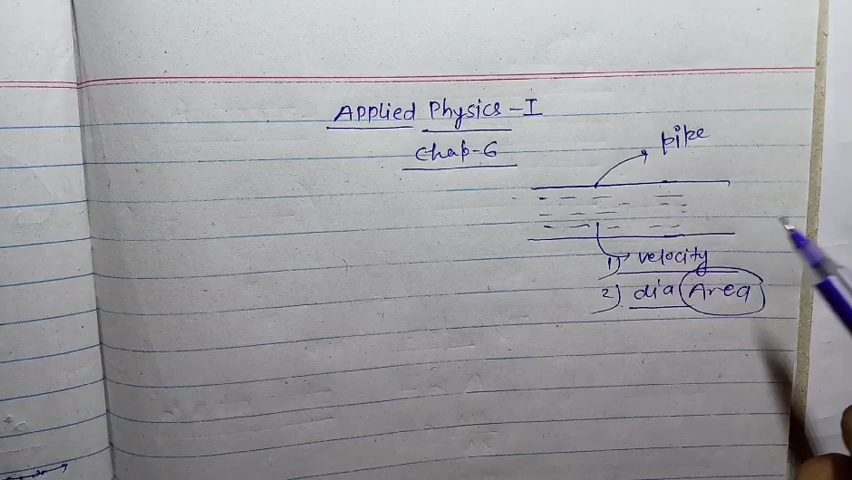 Applied Physics - I
Chap-6
pipe
1) velocity
2) dia Area